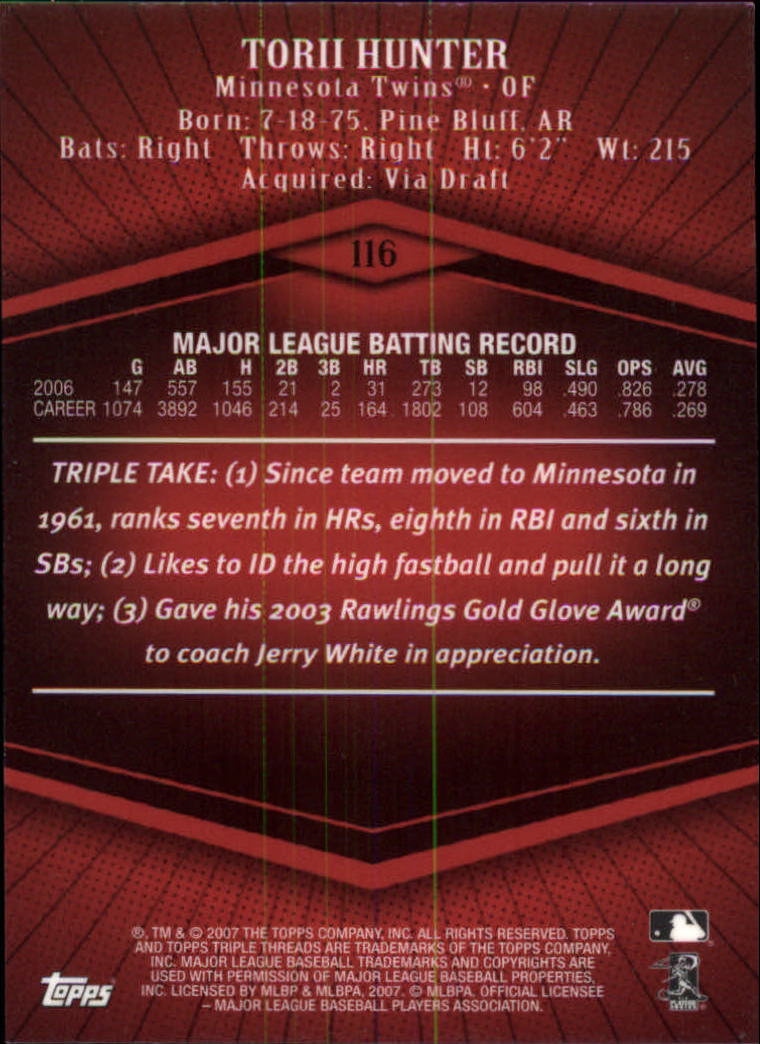 TORII HUNTER
Minnesota Twins® · OF
Born: 7-18-75, Pine Bluff, AR
Bats: Right Throws: Right Ht: 6'2" Wt: 215
Acquired: Via Draft
116
MAJOR LEAGUE BATTING RECORD
G AB H 2B 3B HR TB SB RBI SLG OPS AVG
2006 147 557 155 21 2 31 273 12 98 .490 .826 .278
CAREER 1074 3892 1046 214 25 164 1802 108 604 .463 .786 .269
TRIPLE TAKE: (1) Since team moved to Minnesota in
1961, ranks seventh in HRs, eighth in RBI and sixth in
SBs; (2) Likes to ID the high fastball and pull it a long
way; (3) Gave his 2003 Rawlings Gold Glove Award®
to coach Jerry White in appreciation.
®, TM & © 2007 THE TOPPS COMPANY, INC. ALL RIGHTS RESERVED. TOPPS
AND TOPPS TRIPLE THREADS ARE TRADEMARKS OF THE TOPPS COMPANY,
INC. MAJOR LEAGUE BASEBALL TRADEMARKS AND COPYRIGHTS ARE
USED WITH PERMISSION OF MAJOR LEAGUE BASEBALL PROPERTIES,
INC. LICENSED BY MLBP & MLBPA, 2007. © MLBPA. OFFICIAL LICENSEE
– MAJOR LEAGUE BASEBALL PLAYERS ASSOCIATION.
topps